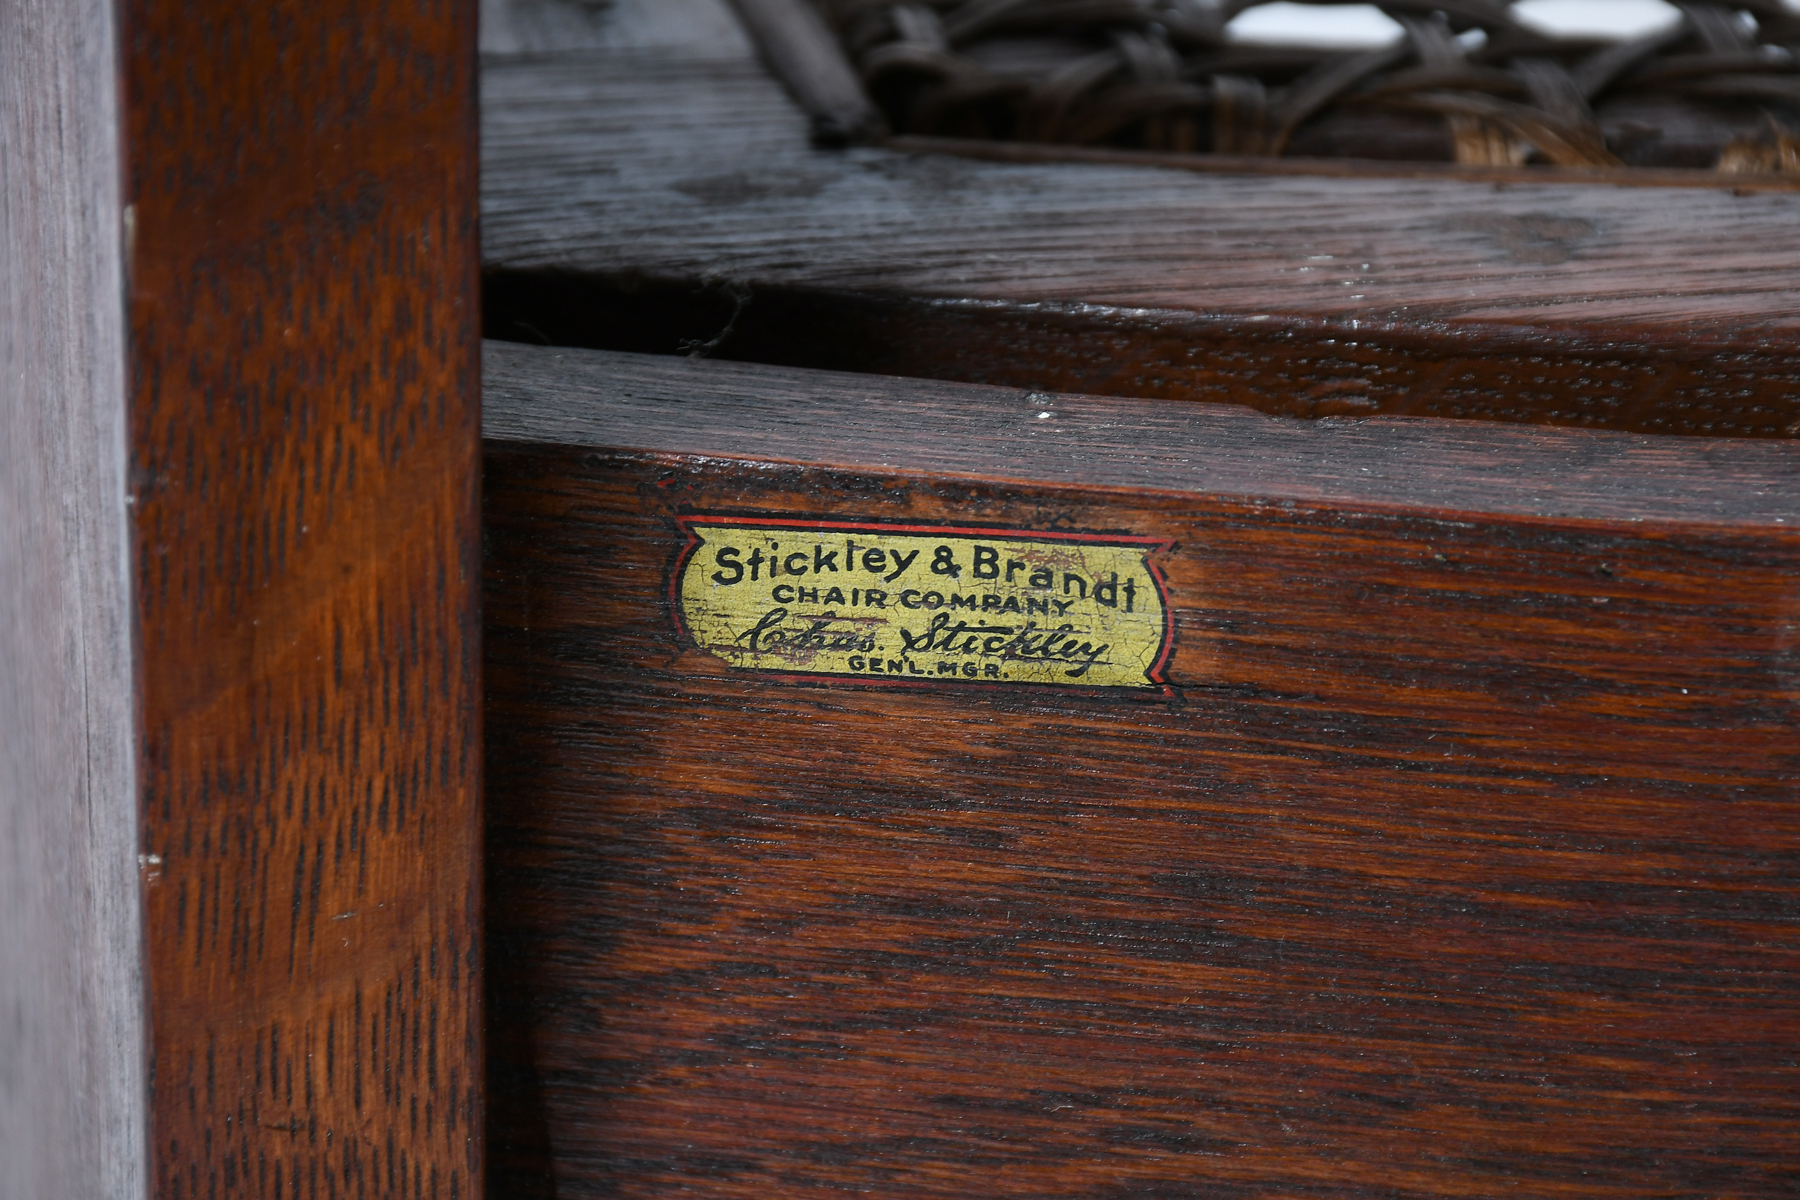 Stickley & Brandt
CHAIR COMPANY
Chas. Stickley
GEN'L. MGR.